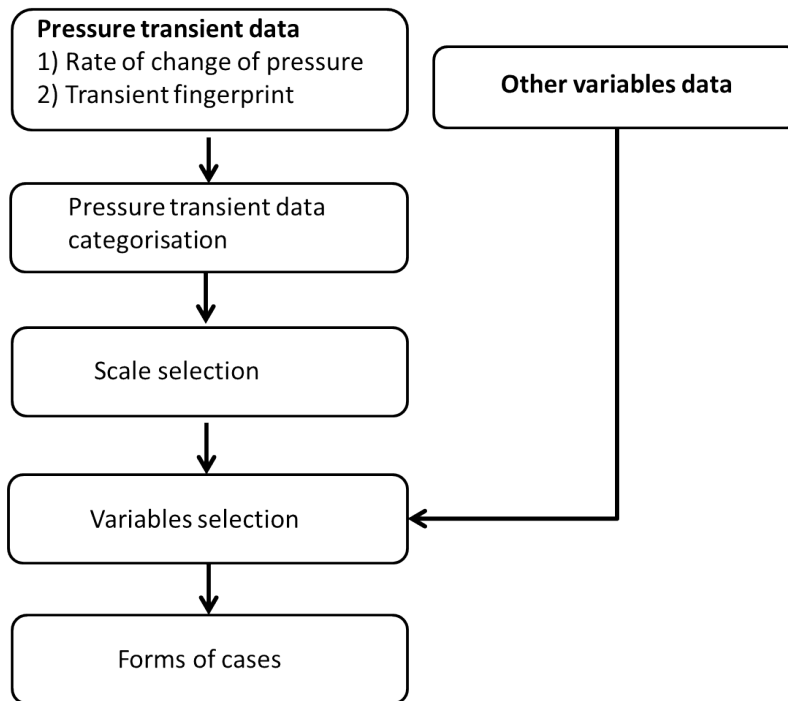 Pressure transient data
1) Rate of change of pressure
2) Transient fingerprint
Other variables data
Pressure transient data
categorisation
Scale selection
Variables selection
Forms of cases